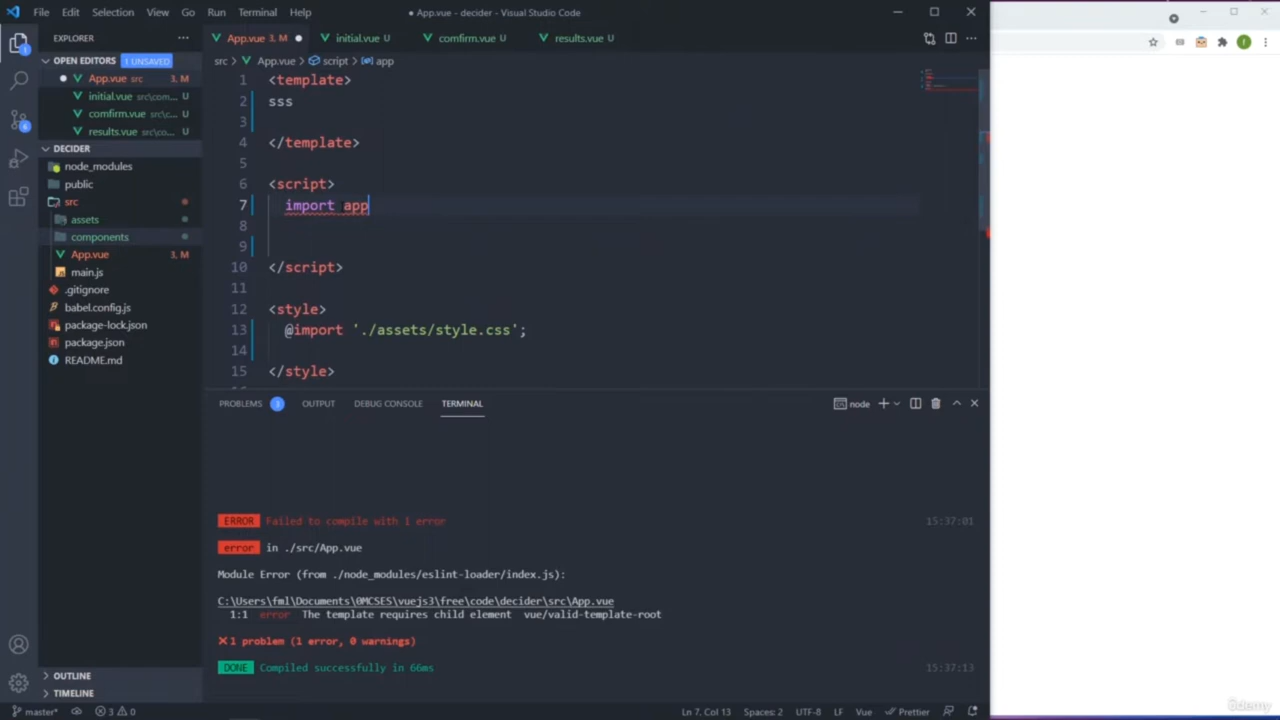 File Edit Selection View Go Run Terminal Help
● App.vue - decider - Visual Studio Code
EXPLORER
OPEN EDITORS 1 UNSAVED
● App.vue src 3, M
initial.vue src\com... U
comfirm.vue src\c... U
results.vue src\co... U
DECIDER
node_modules
public
src
assets
components
App.vue 3, M
main.js
.gitignore
babel.config.js
package-lock.json
package.json
README.md
OUTLINE
TIMELINE
App.vue 3, M ●
initial.vue U
comfirm.vue U
results.vue U
src > App.vue > script > app
1 <template>
2 sss
3
4 </template>
5
6 <script>
7 import app
8
9
10 </script>
11
12 <style>
13 @import './assets/style.css';
14
15 </style>
PROBLEMS 3 OUTPUT DEBUG CONSOLE TERMINAL
node
ERROR Failed to compile with 1 error 15:37:01
error in ./src/App.vue
Module Error (from ./node_modules/eslint-loader/index.js):
C:\Users\fml\Documents\0MCSES\vuejs3\free\code\decider\src\App.vue
1:1 error The template requires child element vue/valid-template-root
✕1 problem (1 error, 0 warnings)
DONE Compiled successfully in 66ms 15:37:13
master* 3 0
Ln 7, Col 13 Spaces: 2 UTF-8 LF Vue Prettier
ûdemy